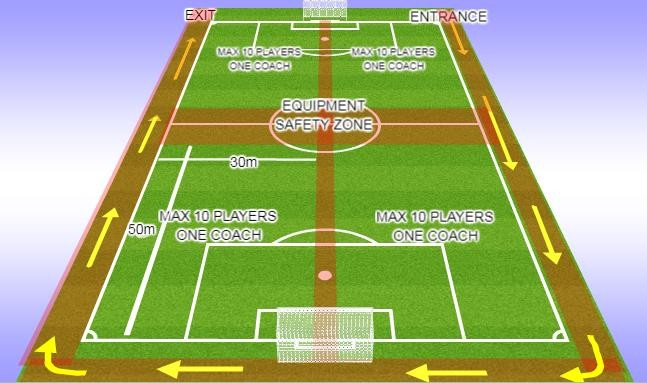 EXIT
ENTRANCE
MAX 10 PLAYERS
ONE COACH
MAX 10 PLAYERS
ONE COACH
EQUIPMENT
SAFETY ZONE
30m
50m
MAX 10 PLAYERS
ONE COACH
MAX 10 PLAYERS
ONE COACH